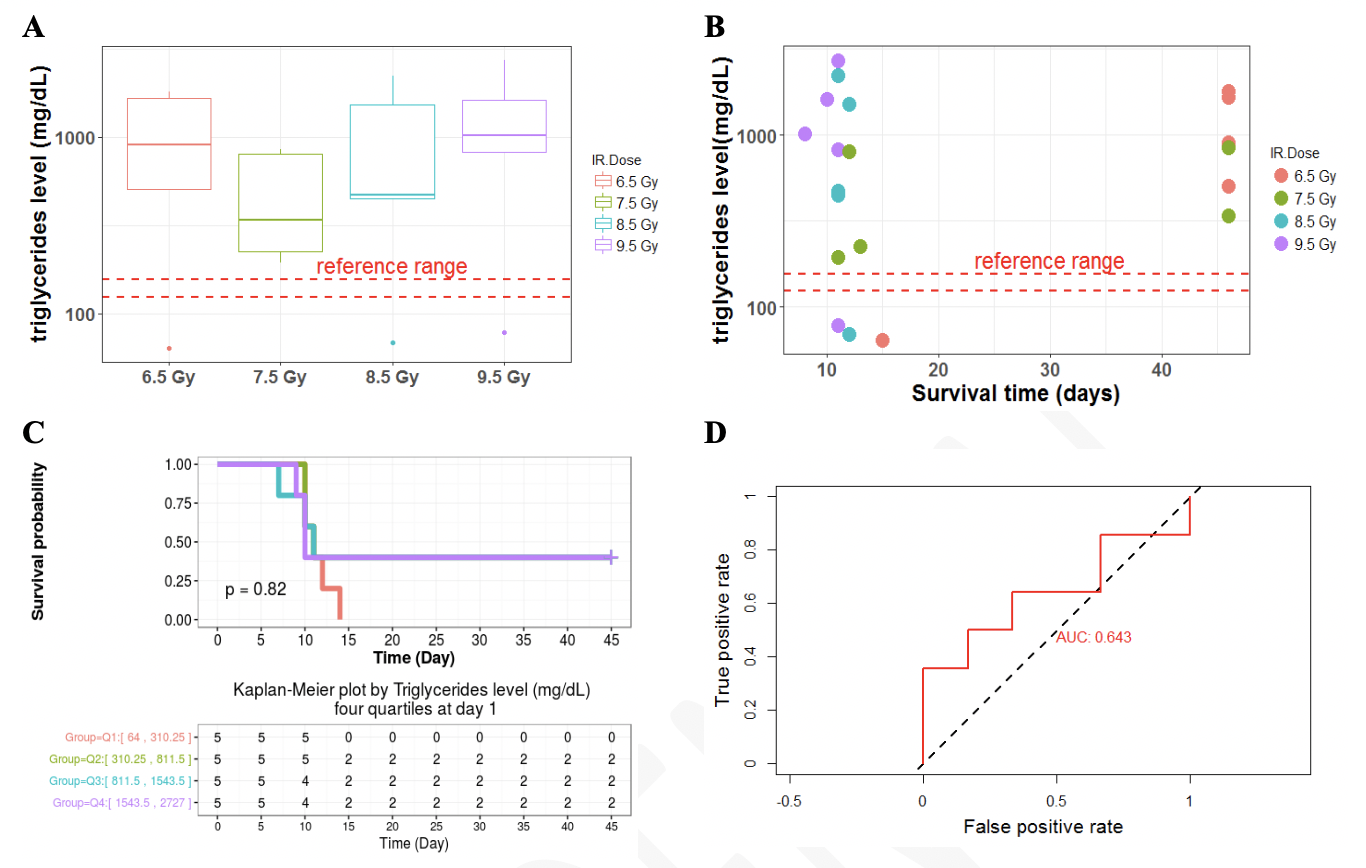 A
triglycerides level (mg/dL)
1000
100
reference range
6.5 Gy 7.5 Gy 8.5 Gy 9.5 Gy
IR.Dose
6.5 Gy
7.5 Gy
8.5 Gy
9.5 Gy
B
triglycerides level(mg/dL)
1000
100
reference range
10 20 30 40
Survival time (days)
IR.Dose
6.5 Gy
7.5 Gy
8.5 Gy
9.5 Gy
C
Survival probability
1.00
0.75
0.50
0.25
0.00
p = 0.82
0 5 10 15 20 25 30 35 40 45
Time (Day)
Kaplan-Meier plot by Triglycerides level (mg/dL)
four quartiles at day 1
Group=Q1:[ 64 , 310.25 ] 5 5 5 0 0 0 0 0 0 0
Group=Q2:[ 310.25 , 811.5 ] 5 5 5 2 2 2 2 2 2 2
Group=Q3:[ 811.5 , 1543.5 ] 5 5 4 2 2 2 2 2 2 2
Group=Q4:[ 1543.5 , 2727 ] 5 5 4 2 2 2 2 2 2 2
0 5 10 15 20 25 30 35 40 45
Time (Day)
D
True positive rate
1
0.8
0.6
0.4
0.2
0
AUC: 0.643
-0.5 0 0.5 1
False positive rate